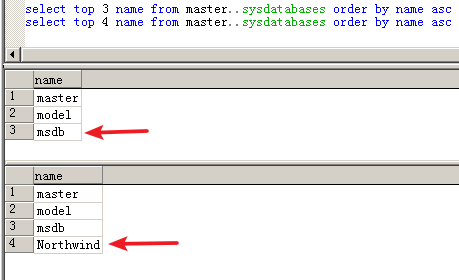 select top 3 name from master..sysdatabases order by name asc
select top 4 name from master..sysdatabases order by name asc
name
1 master
2 model
3 msdb
name
1 master
2 model
3 msdb
4 Northwind